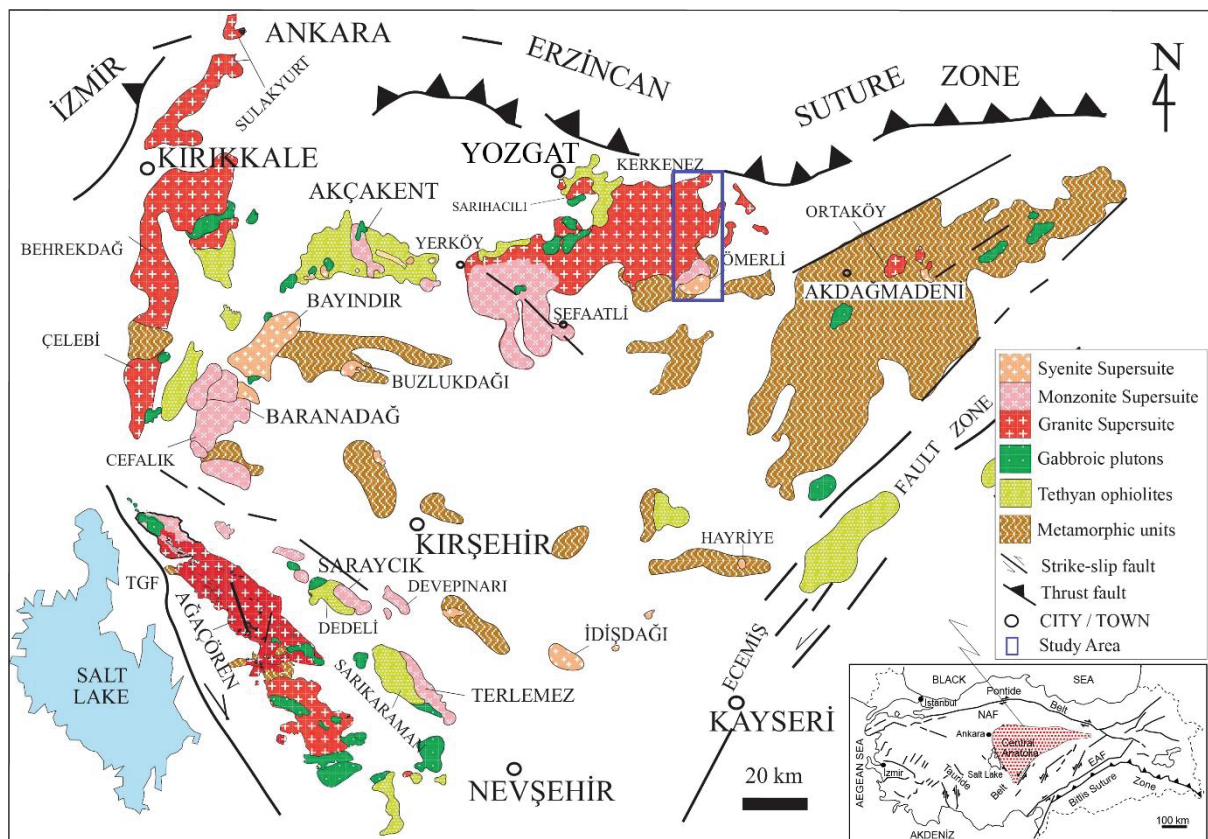 ANKARA
İZMİR
ERZİNCAN
SUTURE
ZONE
N
SULAKYURT
KIRIKKALE
YOZGAT
KERKENEZ
AKÇAKENT
SARIHACILI
ORTAKÖY
BEHREKDAĞ
YERKÖY
ÖMERLİ
AKDAĞMADENİ
BAYINDIR
ŞEFAATLİ
ÇELEBİ
BUZLUKDAĞI
BARANADAĞ
CEFALIK
Syenite Supersuite
Monzonite Supersuite
Granite Supersuite
Gabbroic plutons
Tethyan ophiolites
Metamorphic units
Strike-slip fault
Thrust fault
CITY / TOWN
Study Area
ECEMİŞ
FAULT
ZONE
KIRŞEHİR
HAYRİYE
TGF
SARAYCIK
DEVEPINARI
AĞAÇÖREN
DEDELİ
İDİŞDAĞI
SALT
LAKE
SARIKARAMAN
TERLEMEZ
KAYSERİ
NEVŞEHİR
20 km
BLACK
SEA
Pontide
Belt
İstanbul
NAF
Ankara
Central
Anatolia
AEGEAN SEA
İzmir
Salt Lake
Tauride
Belt
EAF
Bitlis Suture
Zone
AKDENİZ
100 km